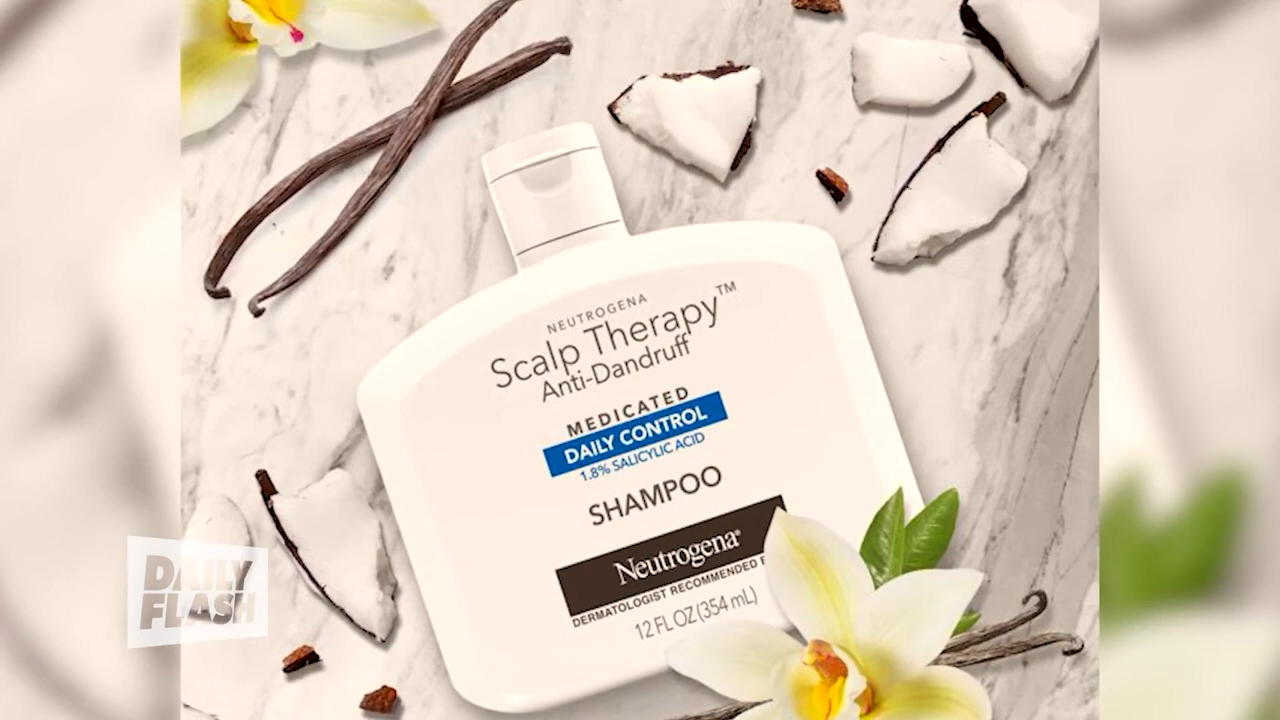 NEUTROGENA
Scalp Therapy™
Anti-Dandruff
MEDICATED
DAILY CONTROL
1.8% SALICYLIC ACID
SHAMPOO
Neutrogena®
DERMATOLOGIST RECOMMENDED
12 FL OZ (354 mL)
DAILY
FLASH